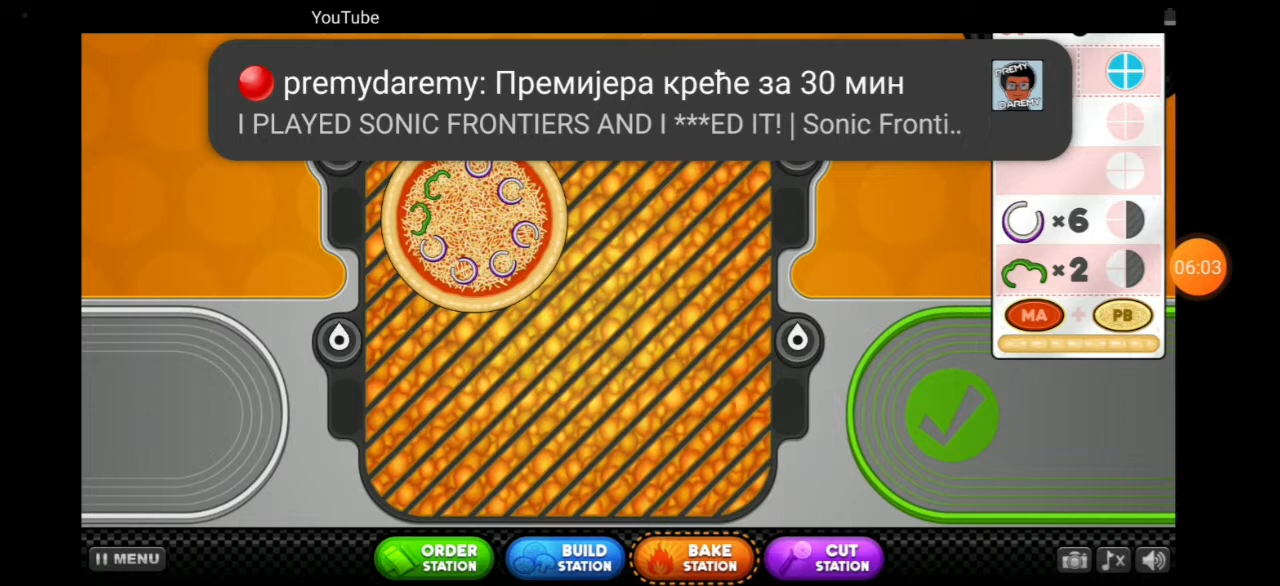 YouTube
🔴 premydaremy: Премијера креће за 30 мин
I PLAYED SONIC FRONTIERS AND I ***ED IT! | Sonic Fronti..
PREMY
DAREMY
×6
×2
06:03
MA + PB
MENU
ORDER STATION
BUILD STATION
BAKE STATION
CUT STATION